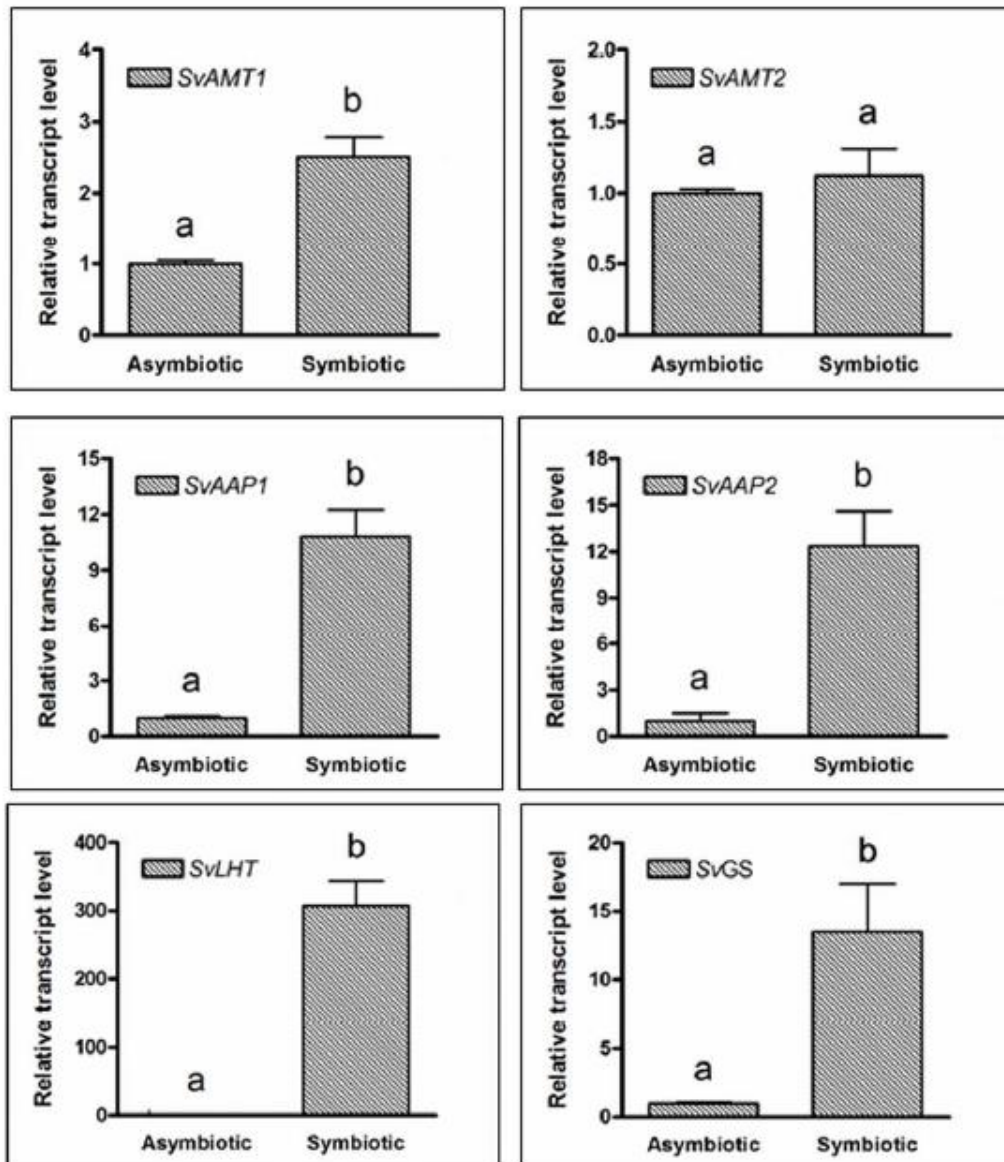 Relative transcript level
4
3
2
1
0
SvAMT1
a
b
Asymbiotic
Symbiotic
Relative transcript level
2.0
1.5
1.0
0.5
0.0
SvAMT2
a
a
Asymbiotic
Symbiotic
Relative transcript level
15
12
9
6
3
0
SvAAP1
a
b
Asymbiotic
Symbiotic
Relative transcript level
18
15
12
9
6
3
0
SvAAP2
a
b
Asymbiotic
Symbiotic
Relative transcript level
400
300
200
100
0
SvLHT
a
b
Asymbiotic
Symbiotic
Relative transcript level
20
15
10
5
0
SvGS
a
b
Asymbiotic
Symbiotic